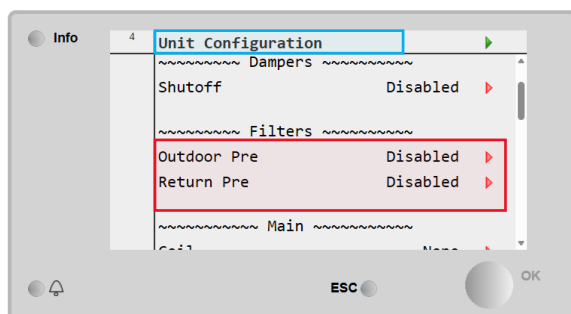 Info
4 Unit Configuration
~~~~~~~~~ Dampers ~~~~~~~~~~
Shutoff Disabled
~~~~~~~~~ Filters ~~~~~~~~~~
Outdoor Pre Disabled
Return Pre Disabled
~~~~~~~~~~~ Main ~~~~~~~~~~~
ESC
OK